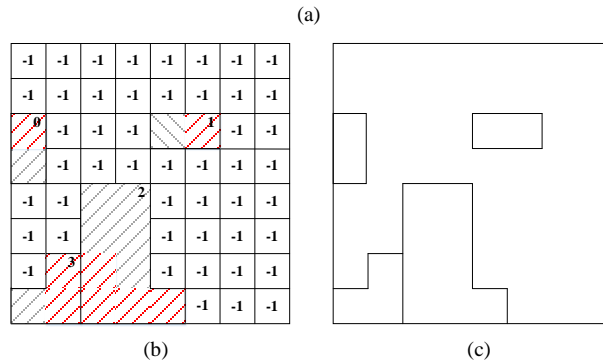 (a)
-1 -1 -1 -1 -1 -1 -1 -1
-1 -1 -1 -1 -1 -1 -1 -1
0 -1 -1 -1 1 -1 -1
-1 -1 -1 -1 -1 -1 -1
-1 -1 2 -1 -1 -1 -1
-1 -1 -1 -1 -1 -1
-1 3 -1 -1 -1 -1
-1 -1 -1
(b)
(c)